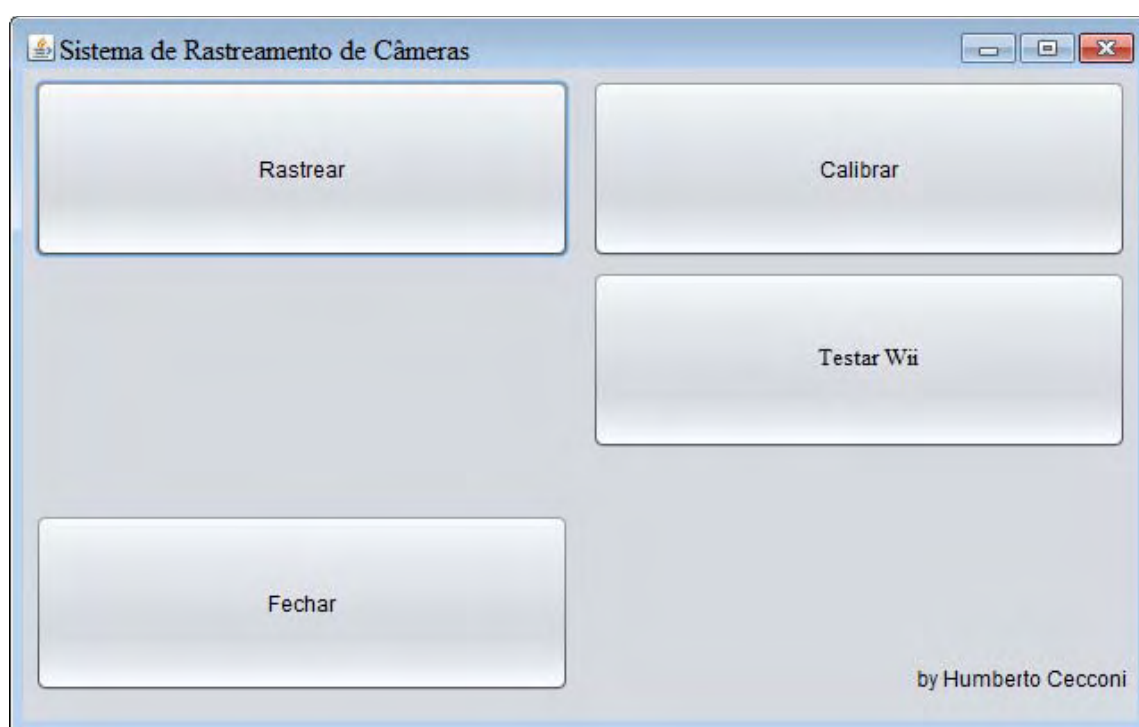 Sistema de Rastreamento de Câmeras
Rastrear
Calibrar
Testar Wii
Fechar
by Humberto Cecconi